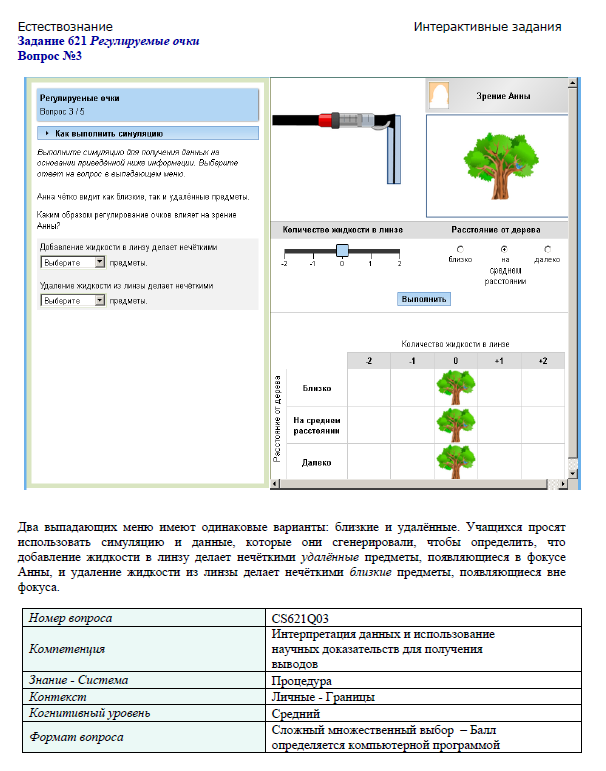 Естествознание Интерактивные задания
Задание 621 Регулируемые очки
Вопрос №3
Регулируемые очки
Вопрос 3 / 5
Как выполнить симуляцию
Выполните симуляцию для получения данных на
основании приведённой ниже информации. Выберите
ответ на вопрос в выпадающем меню.
Анна чётко видит как близкие, так и удалённые предметы.
Каким образом регулирование очков влияет на зрение
Анны?
Добавление жидкости в линзу делает нечёткими
Выберите предметы.
Удаление жидкости из линзы делает нечёткими
Выберите предметы.
Зрение Анны
Количество жидкости в линзе
-2 -1 0 1 2
Расстояние от дерева
близко на среднем расстоянии далеко
Выполнить
Количество жидкости в линзе
-2 -1 0 +1 +2
Расстояние от дерева
Близко
На среднем
расстоянии
Далеко
Два выпадающих меню имеют одинаковые варианты: близкие и удалённые. Учащихся просят
использовать симуляцию и данные, которые они сгенерировали, чтобы определить, что
добавление жидкости в линзу делает нечёткими удалённые предметы, появляющиеся в фокусе
Анны, и удаление жидкости из линзы делает нечёткими близкие предметы, появляющиеся вне
фокуса.
Номер вопроса CS621Q03
Компетенция Интерпретация данных и использование
научных доказательств для получения
выводов
Знание - Система Процедура
Контекст Личные - Границы
Когнитивный уровень Средний
Формат вопроса Сложный множественный выбор – Балл
определяется компьютерной программой